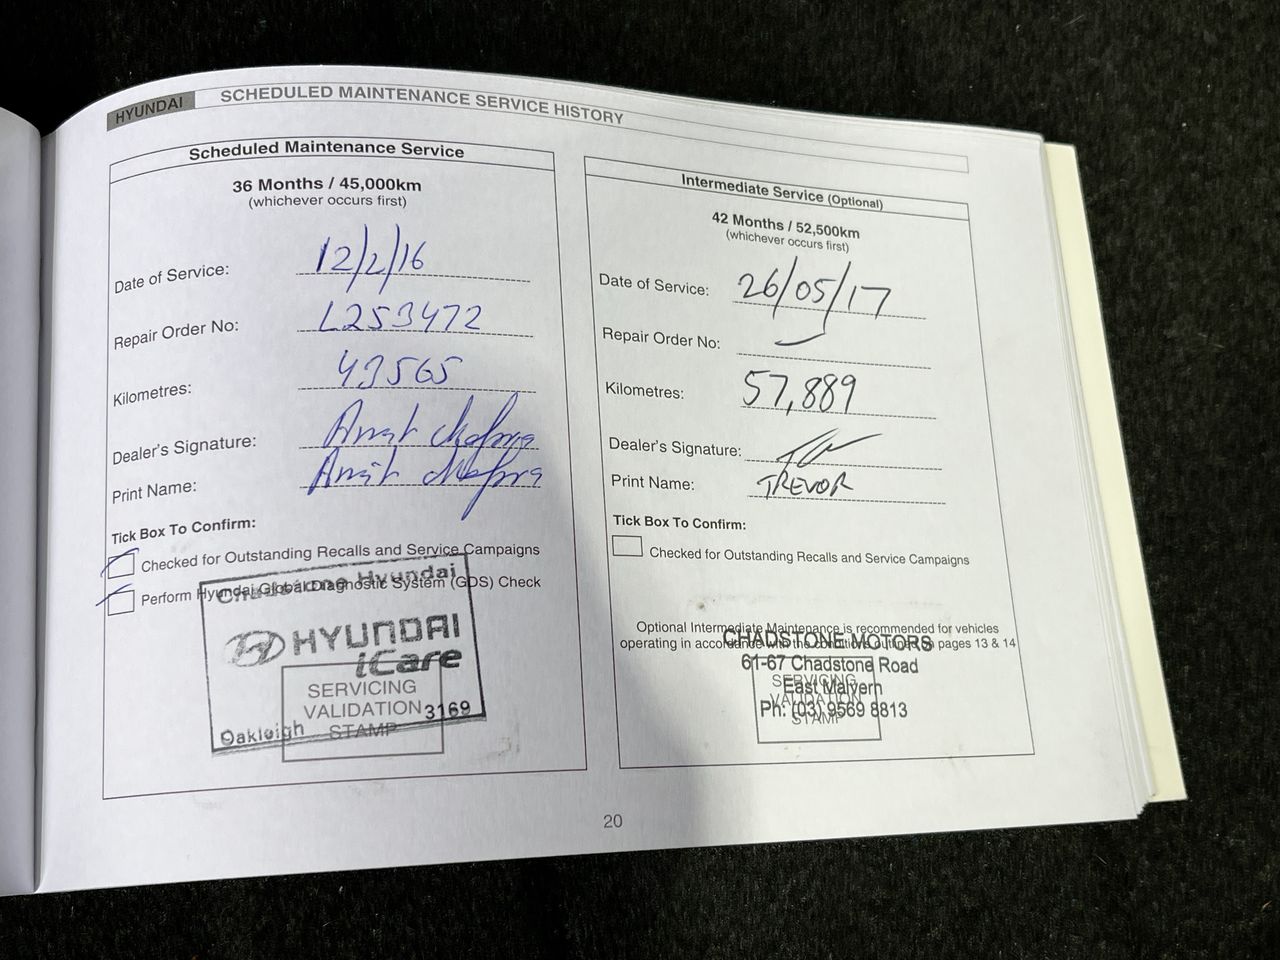 HYUNDAI SCHEDULED MAINTENANCE SERVICE HISTORY
Scheduled Maintenance Service
36 Months / 45,000km
(whichever occurs first)
Date of Service: 12/2/16
Repair Order No: L253472
Kilometres: 43565
Dealer's Signature:
Print Name:
Tick Box To Confirm:
Checked for Outstanding Recalls and Service Campaigns
Perform Hyundai Global Diagnostic System (GDS) Check
Chadstone Hyundai
HYUNDAI
iCare
SERVICING
VALIDATION
STAMP
Oakleigh 3169
Intermediate Service (Optional)
42 Months / 52,500km
(whichever occurs first)
Date of Service: 26/05/17
Repair Order No:
Kilometres: 57,889
Dealer's Signature:
Print Name: TREVOR
Tick Box To Confirm:
Checked for Outstanding Recalls and Service Campaigns
Optional Intermediate Maintenance is recommended for vehicles
operating in accordance with the conditions outlined on pages 13 & 14
CHADSTONE MOTORS
61-67 Chadstone Road
East Malvern
Ph: (03) 9569 8813
SERVICING
VALIDATION
STAMP
20